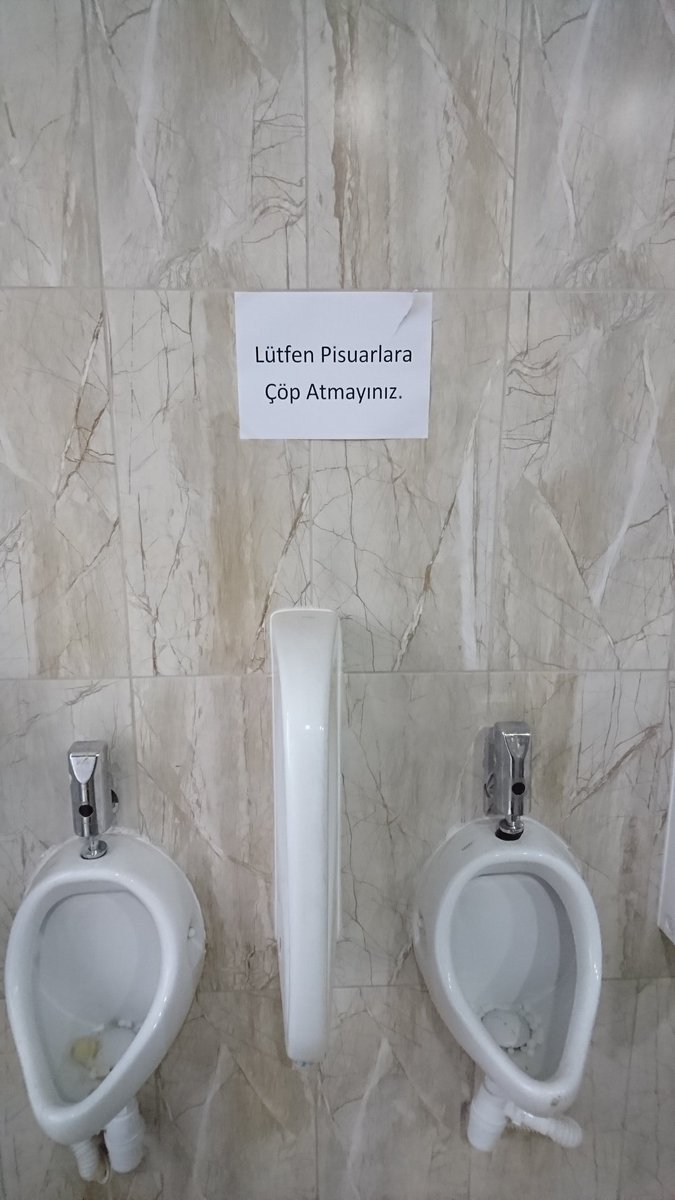 Lütfen Pisuarlara
Çöp Atmayınız.